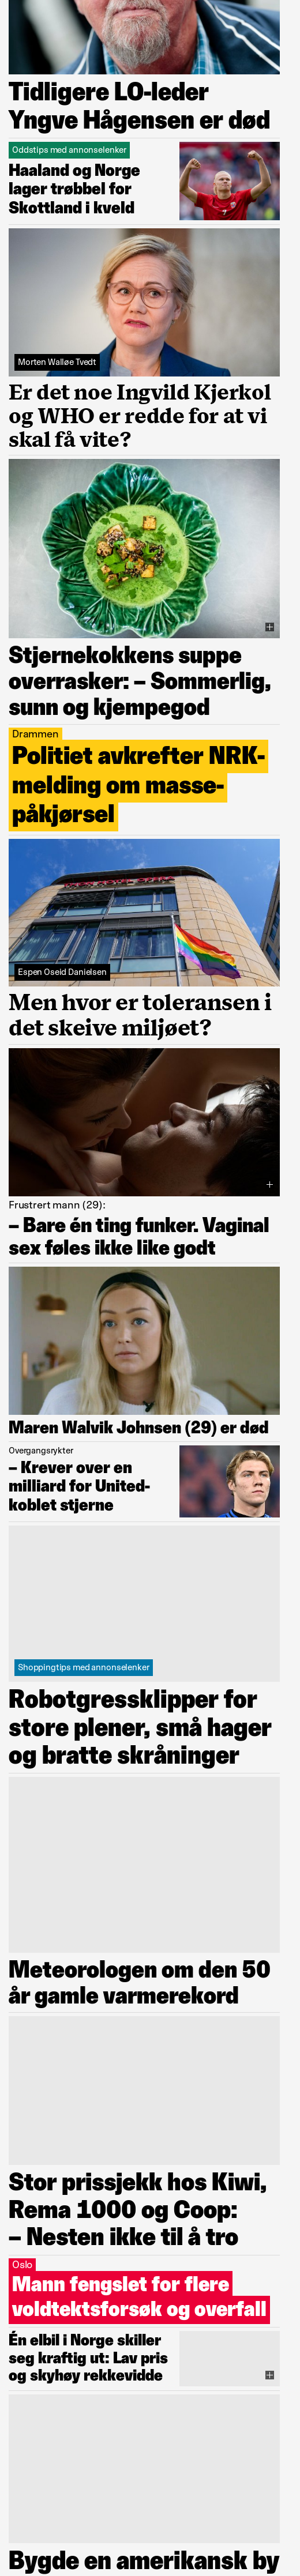 Tidligere LO-leder
Yngve Hågensen er død
Oddstips med annonselenker
Haaland og Norge
lager trøbbel for
Skottland i kveld
Morten Walløe Tvedt
Er det noe Ingvild Kjerkol
og WHO er redde for at vi
skal få vite?
Stjernekokkens suppe
overrasker: – Sommerlig,
sunn og kjempegod
Drammen
Politiet avkrefter NRK-
melding om masse-
påkjørsel
Espen Oseid Danielsen
Men hvor er toleransen i
det skeive miljøet?
Frustrert mann (29):
– Bare én ting funker. Vaginal
sex føles ikke like godt
Maren Walvik Johnsen (29) er død
Overgangsrykter
– Krever over en
milliard for United-
koblet stjerne
Shoppingtips med annonselenker
Robotgressklipper for
store plener, små hager
og bratte skråninger
Meteorologen om den 50
år gamle varmerekord
Stor prissjekk hos Kiwi,
Rema 1000 og Coop:
– Nesten ikke til å tro
Oslo
Mann fengslet for flere
voldtektsforsøk og overfall
Én elbil i Norge skiller
seg kraftig ut: Lav pris
og skyhøy rekkevidde
Bygde en amerikansk by